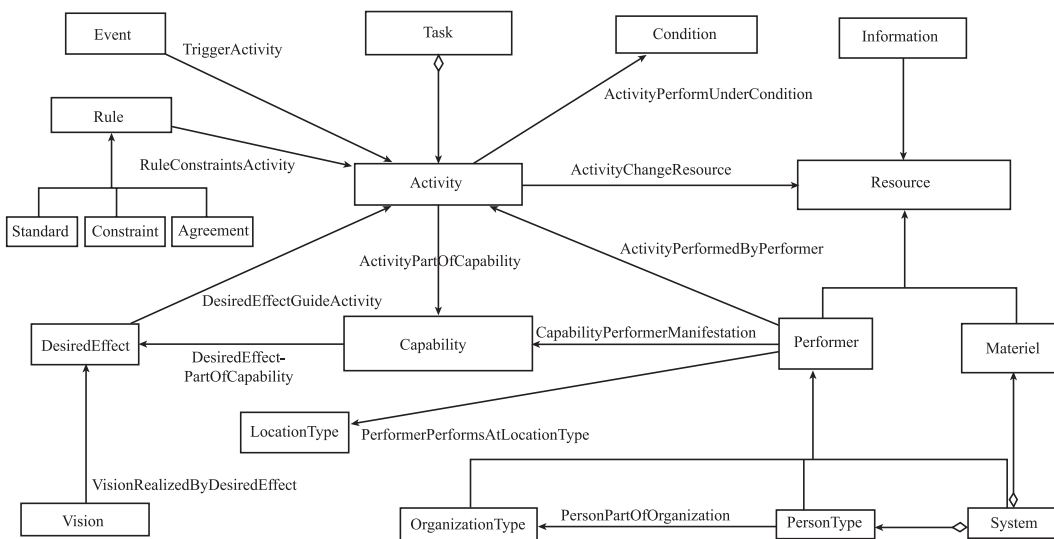 Event
Task
Condition
Information
TriggerActivity
ActivityPerformUnderCondition
Rule
RuleConstraintsActivity
Activity
ActivityChangeResource
Resource
Standard
Constraint
Agreement
ActivityPartOfCapability
ActivityPerformedByPerformer
DesiredEffectGuideActivity
DesiredEffect
DesiredEffect-
PartOfCapability
Capability
CapabilityPerformerManifestation
Performer
Materiel
LocationType
PerformerPerformsAtLocationType
VisionRealizedByDesiredEffect
Vision
OrganizationType
PersonPartOfOrganization
PersonType
System